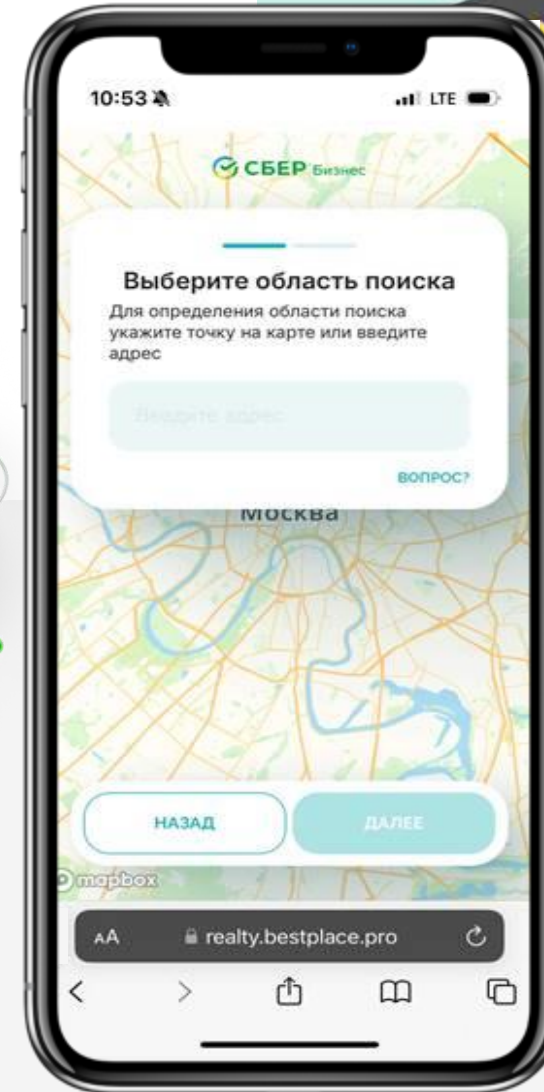 10:53
LTE
СБЕР Бизнес
Выберите область поиска
Для определения области поиска
укажите точку на карте или введите
адрес
Введите адрес
ВОПРОС?
Москва
НАЗАД
ДАЛЕЕ
mapbox
AA
realty.bestplace.pro